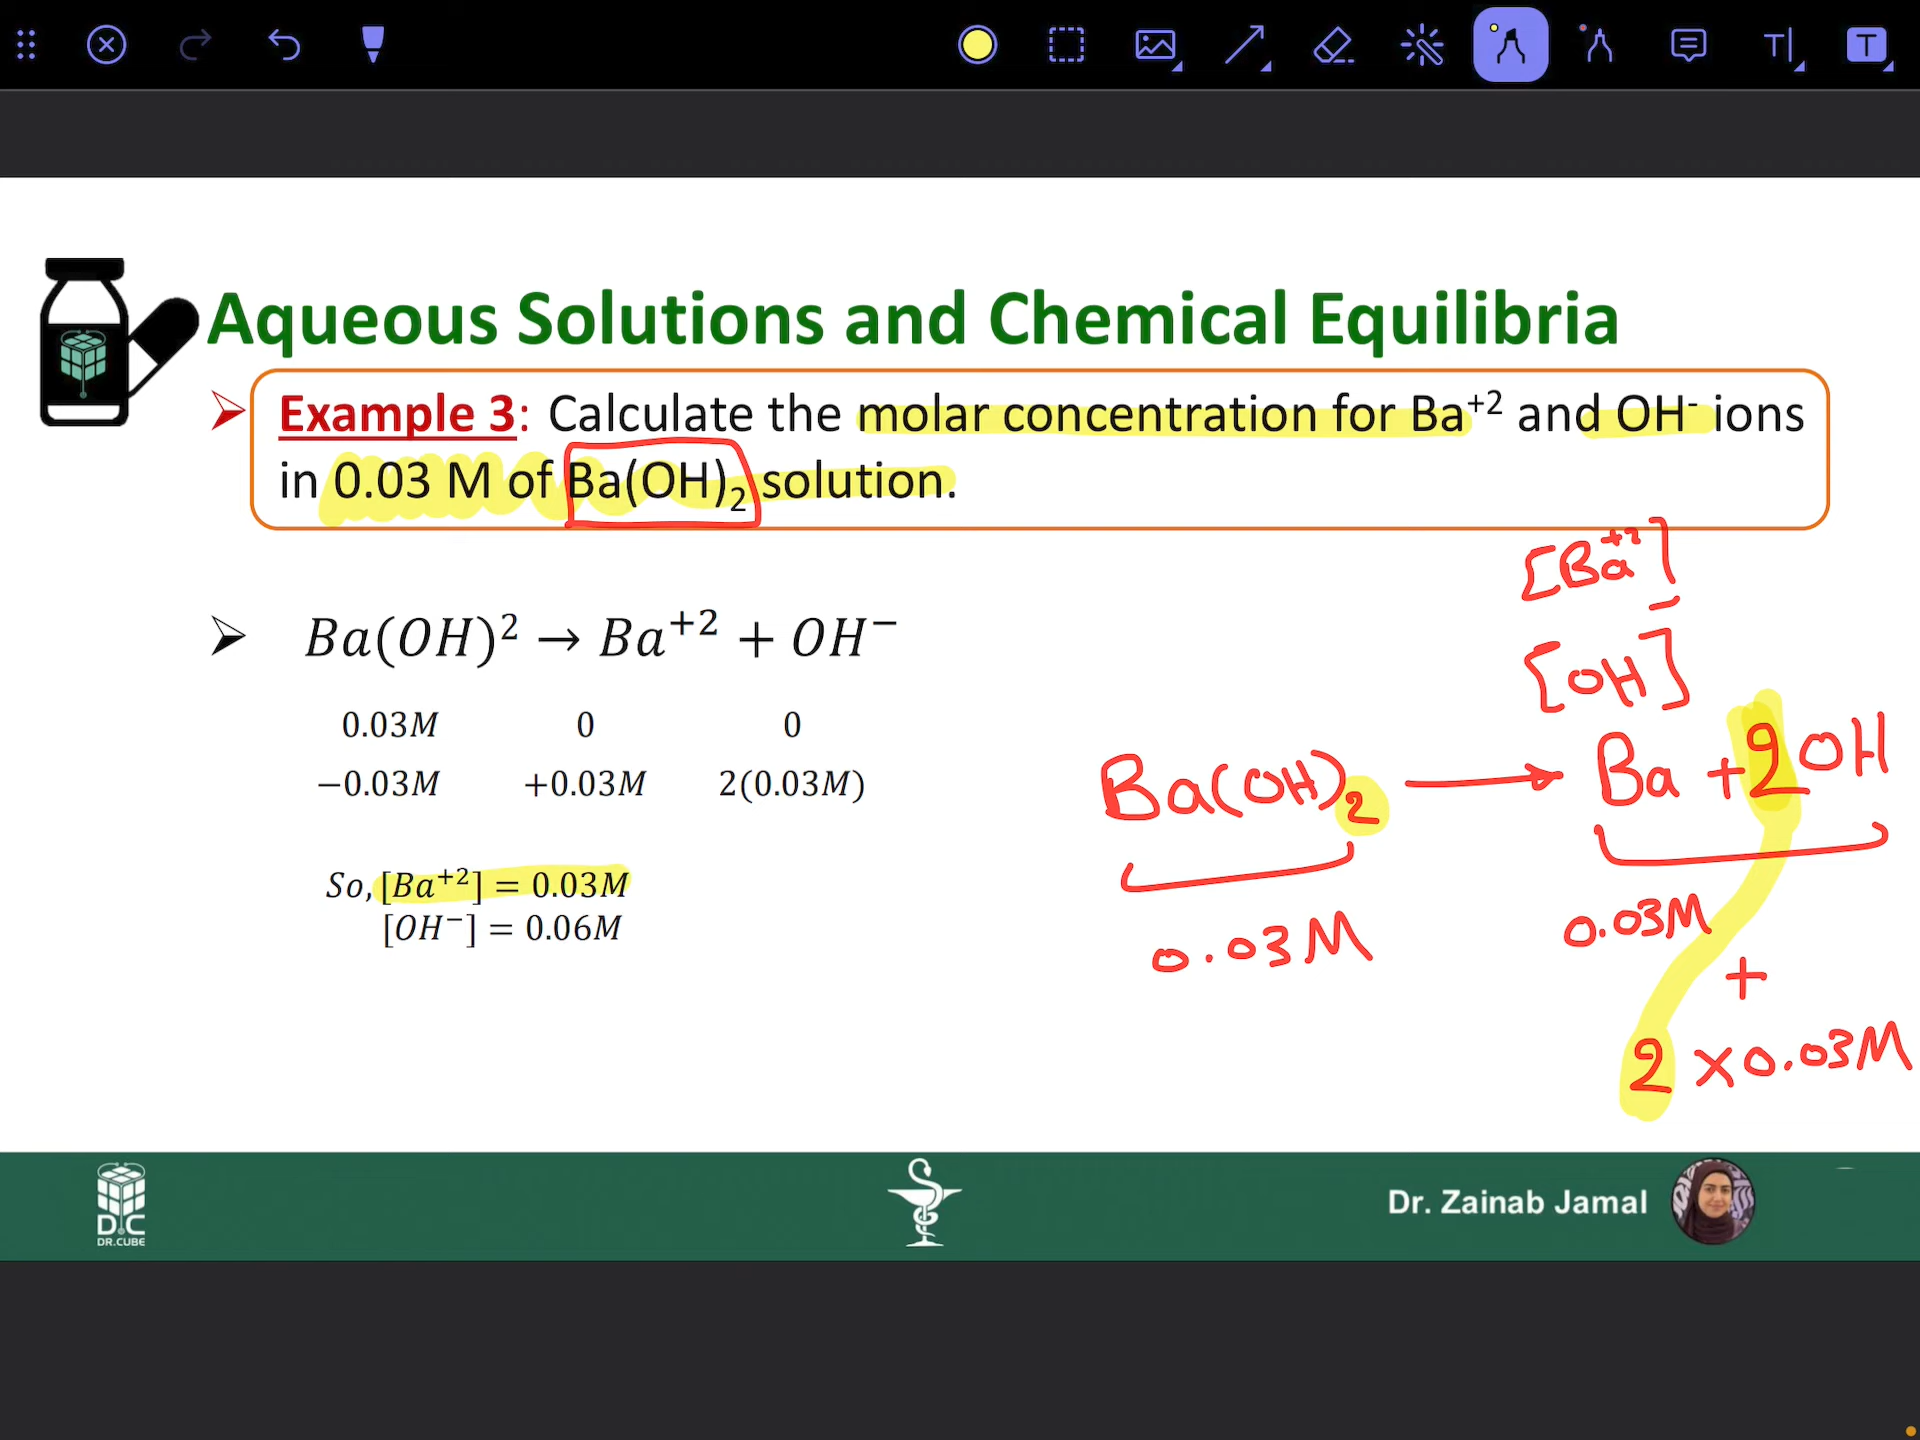 Aqueous Solutions and Chemical Equilibria
Example 3: Calculate the molar concentration for Ba⁺² and OH⁻ ions
in 0.03 M of Ba(OH)₂ solution.
[Ba⁺²]
[OH⁻]
Ba(OH)² → Ba⁺² + OH⁻
0.03M 0 0
−0.03M +0.03M 2(0.03M)
So, [Ba⁺²] = 0.03M
[OH⁻] = 0.06M
Ba(OH)₂ → Ba + 2OH
0.03M 0.03M
+
2 × 0.03M
DC
DR.CUBE
Dr. Zainab Jamal